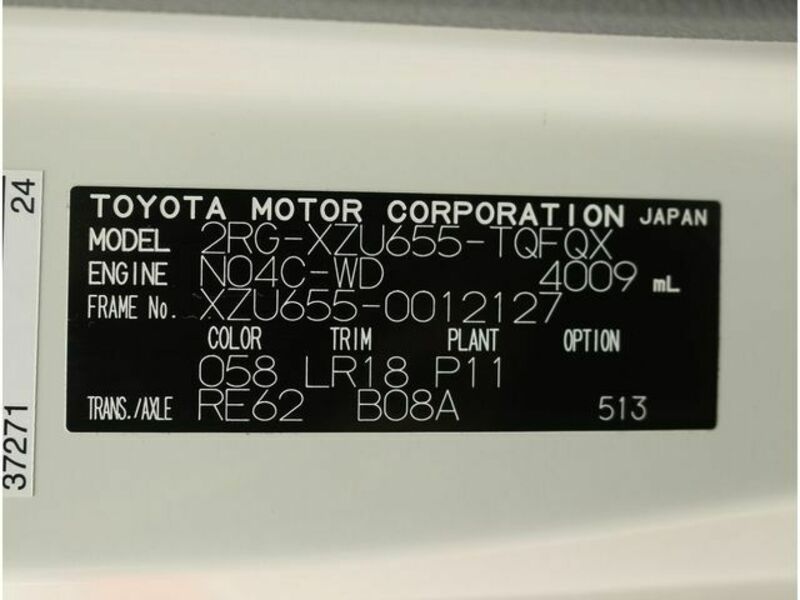 TOYOTA MOTOR CORPORATION JAPAN
MODEL 2RG-XZU655-TQFQX
ENGINE N04C-WD 4009 mL
FRAME No. XZU655-0012127
COLOR TRIM PLANT OPTION
058 LR18 P11
TRANS./AXLE RE62 B08A 513
37271 24